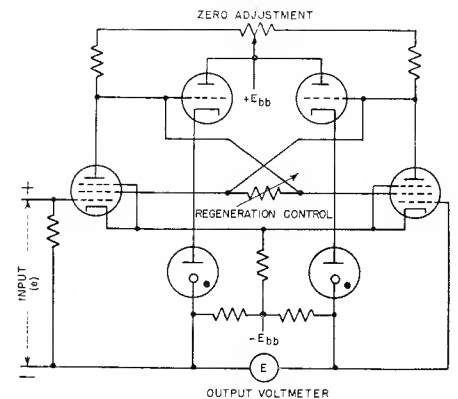 ZERO ADJUSTMENT
+Ebb
+
REGENERATION CONTROL
INPUT
(e)
-Ebb
−
E
OUTPUT VOLTMETER